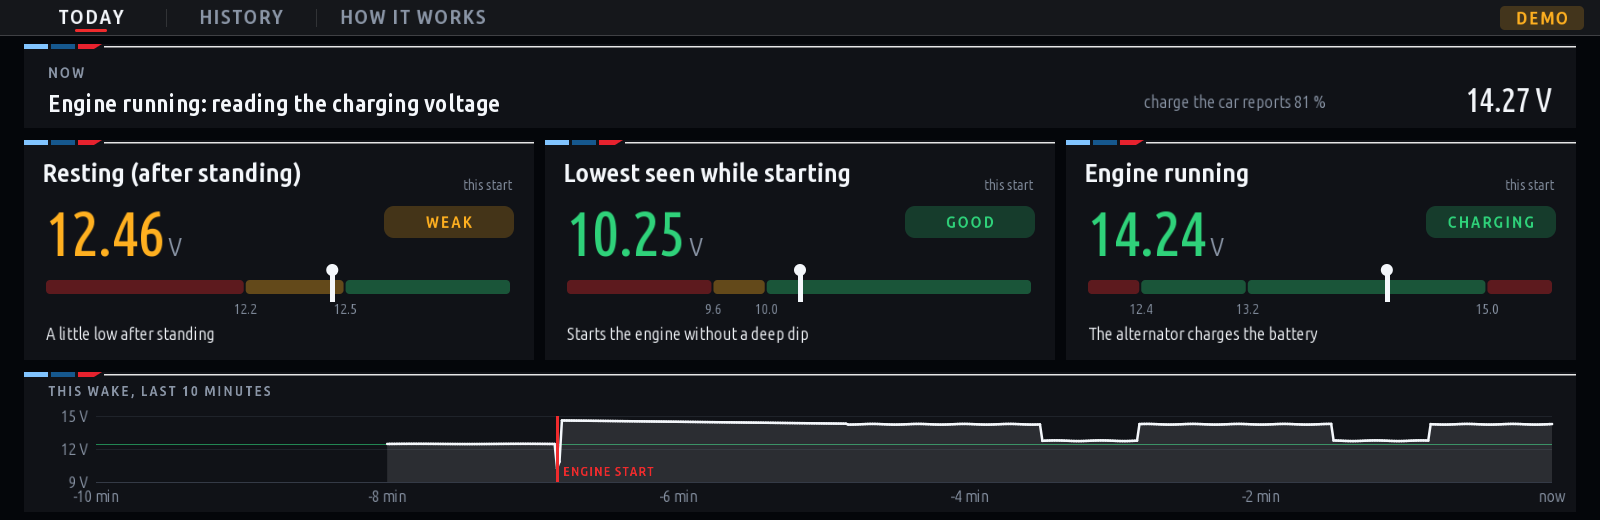 TODAY
HISTORY
HOW IT WORKS
DEMO
NOW
Engine running: reading the charging voltage
charge the car reports 81 %
14.27 V
Resting (after standing)
this start
12.46 V
WEAK
12.2
12.5
A little low after standing
Lowest seen while starting
this start
10.25 V
GOOD
9.6
10.0
Starts the engine without a deep dip
Engine running
this start
14.24 V
CHARGING
12.4
13.2
15.0
The alternator charges the battery
THIS WAKE, LAST 10 MINUTES
15 V
12 V
9 V
ENGINE START
-10 min
-8 min
-6 min
-4 min
-2 min
now